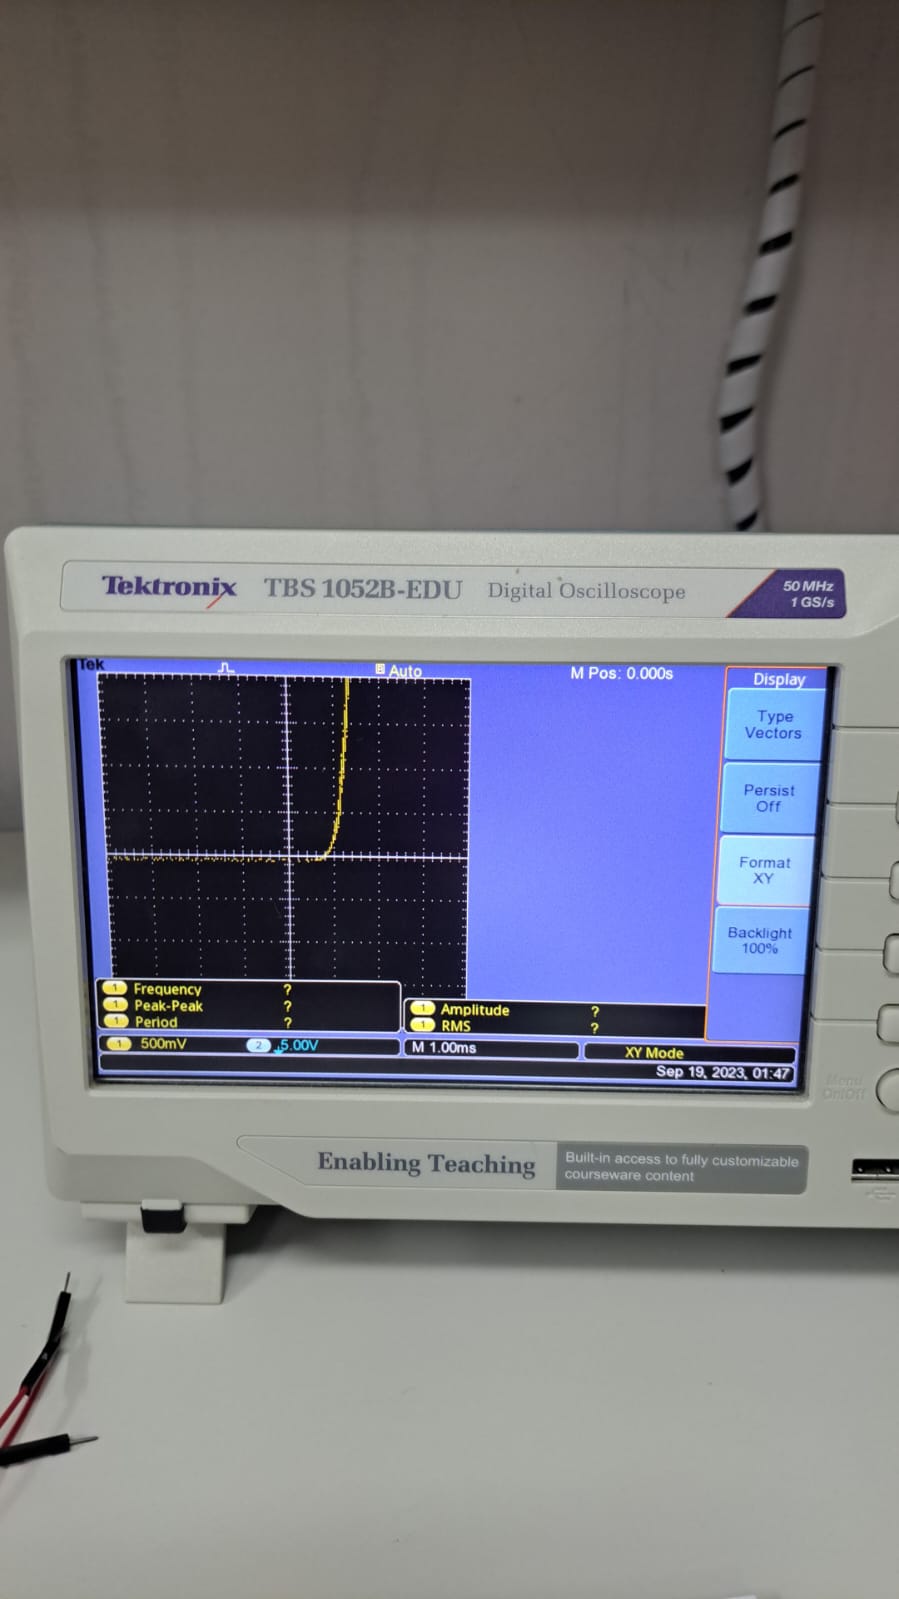 Tektronix TBS 1052B-EDU Digital Oscilloscope
50 MHz
1 GS/s
Tek
B Auto
M Pos: 0.000s
Display
Type
Vectors
Persist
Off
Format
XY
Backlight
100%
1 Frequency ?
1 Peak-Peak ?
1 Period ?
1 Amplitude ?
1 RMS ?
1 500mV
2 5.00V
M 1.00ms
XY Mode
Sep 19, 2023, 01:47
Menu
On/Off
Enabling Teaching
Built-in access to fully customizable
courseware content